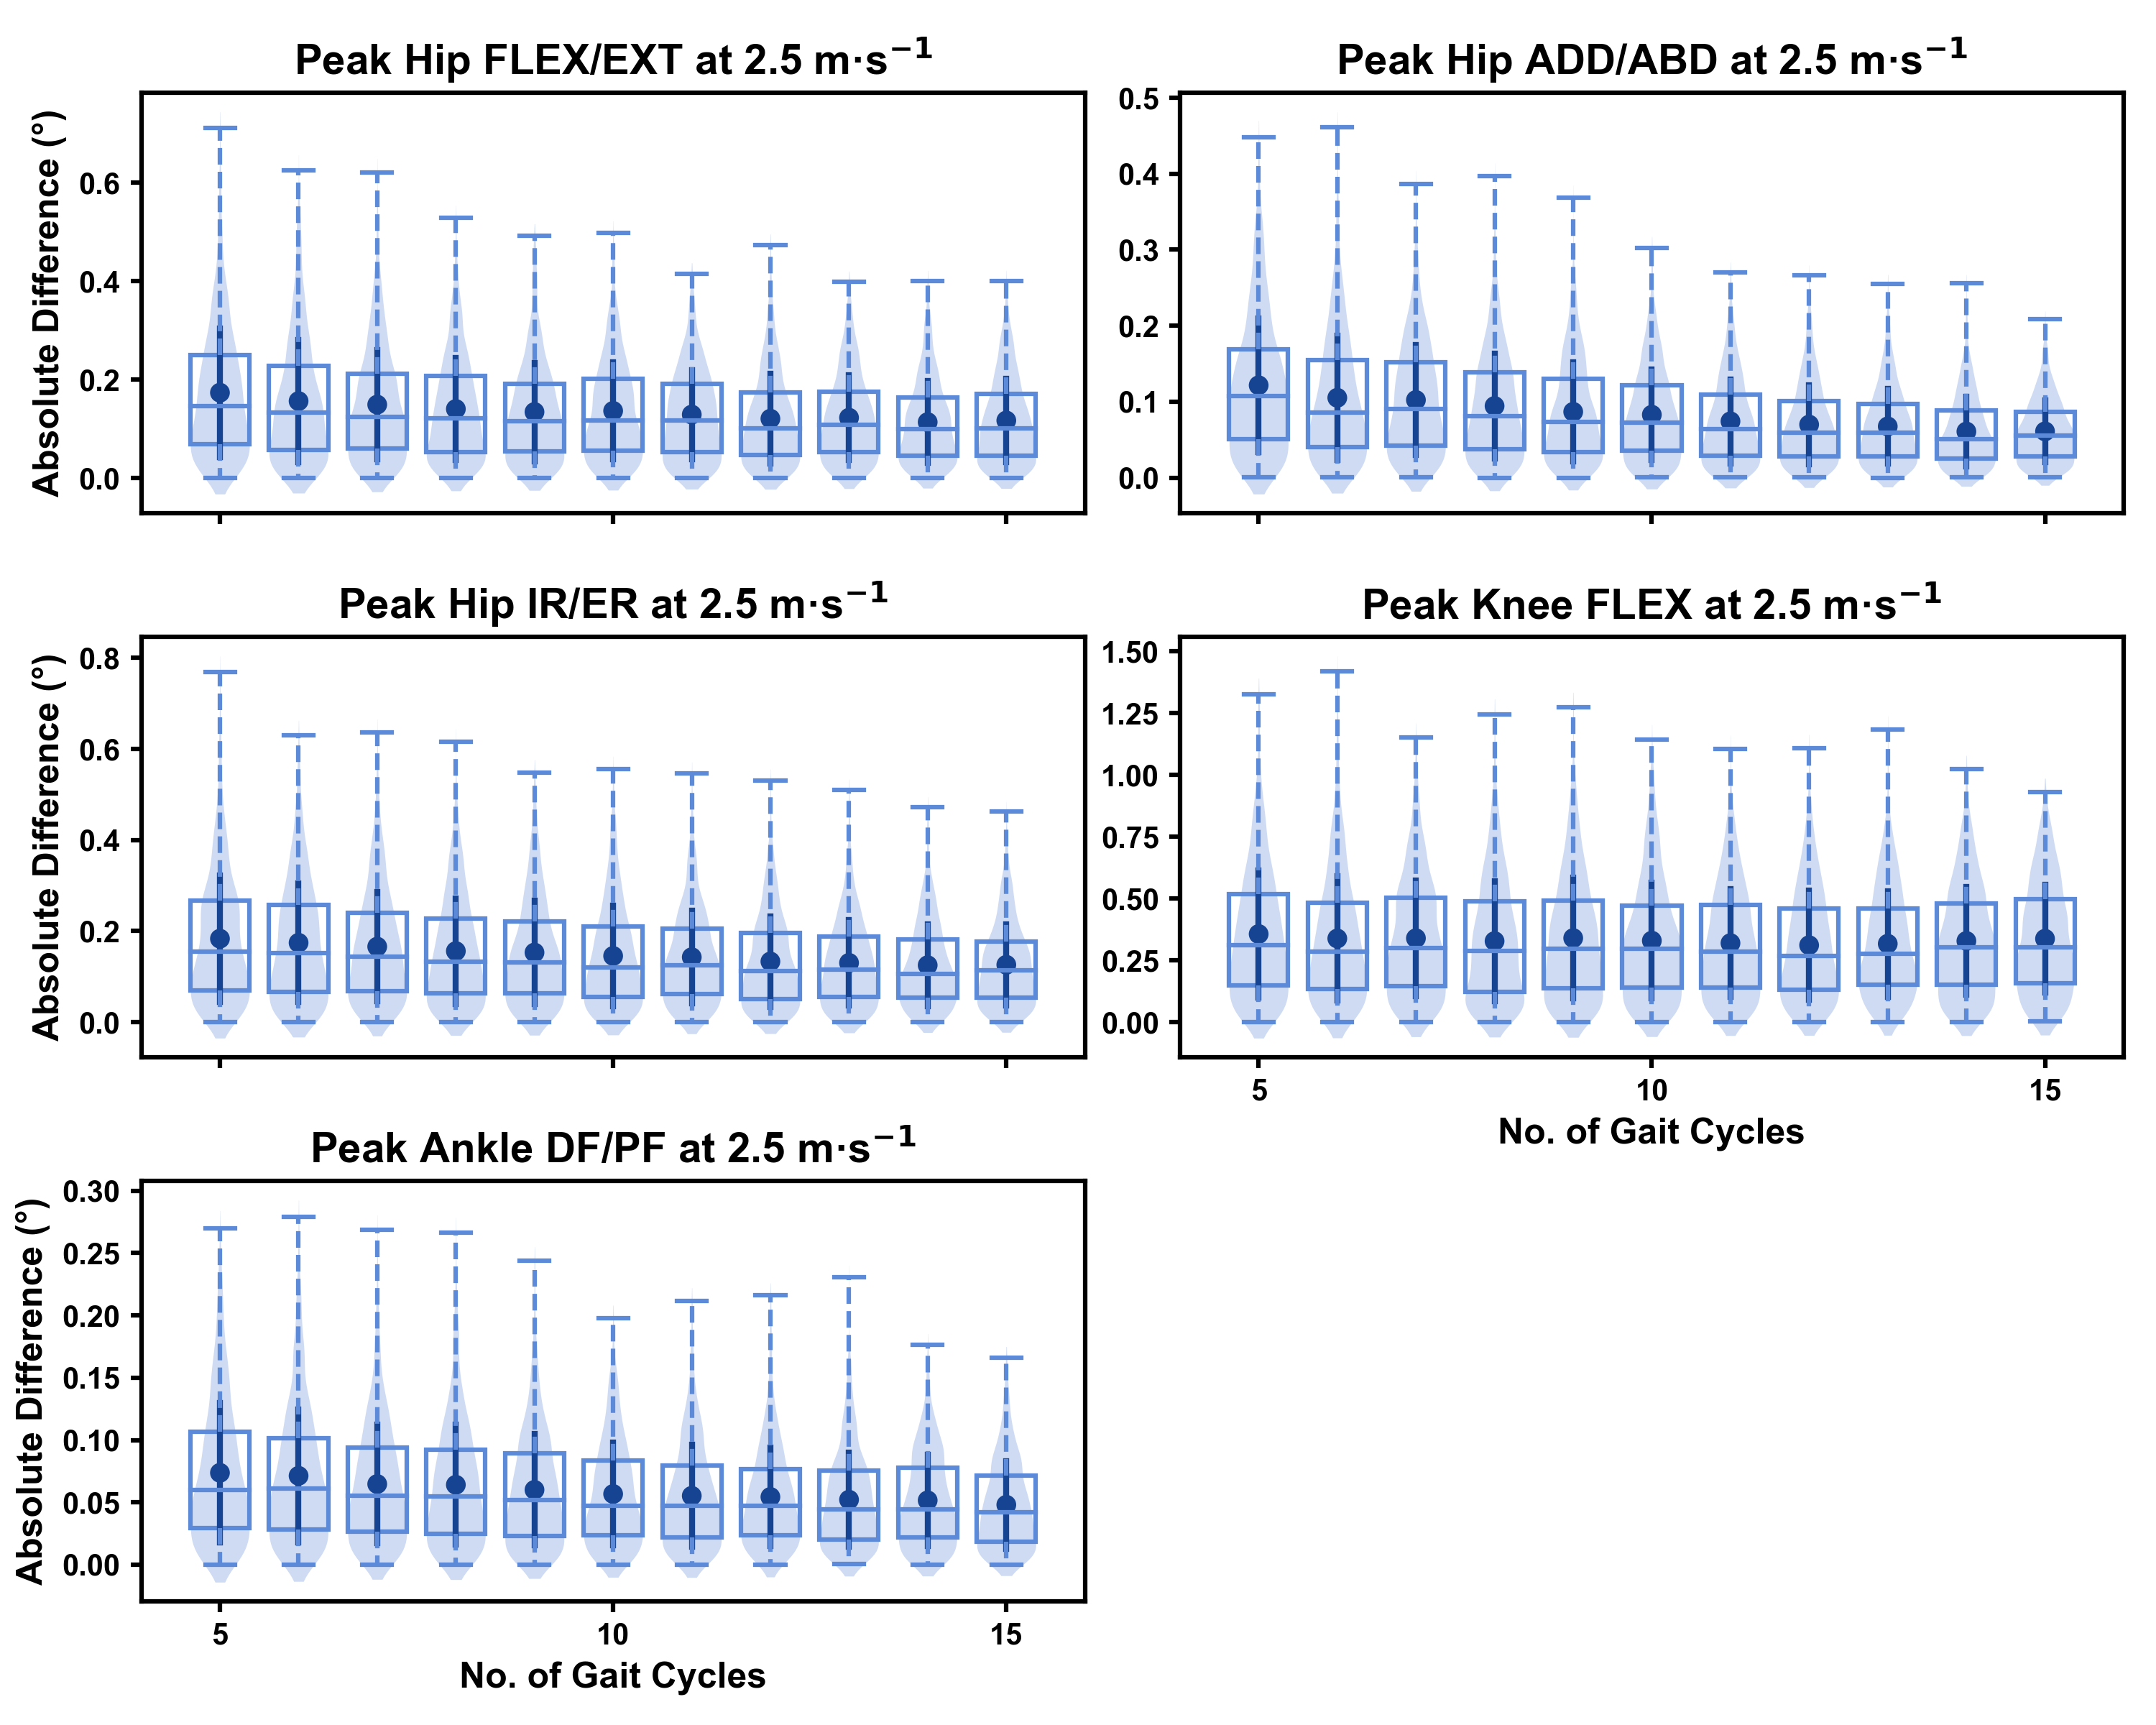 Peak Hip FLEX/EXT at 2.5 m·s⁻¹
Absolute Difference (°)
0.6
0.4
0.2
0.0
Peak Hip ADD/ABD at 2.5 m·s⁻¹
0.5
0.4
0.3
0.2
0.1
0.0
Peak Hip IR/ER at 2.5 m·s⁻¹
Absolute Difference (°)
0.8
0.6
0.4
0.2
0.0
Peak Knee FLEX at 2.5 m·s⁻¹
1.50
1.25
1.00
0.75
0.50
0.25
0.00
5 10 15
No. of Gait Cycles
Peak Ankle DF/PF at 2.5 m·s⁻¹
Absolute Difference (°)
0.30
0.25
0.20
0.15
0.10
0.05
0.00
5 10 15
No. of Gait Cycles